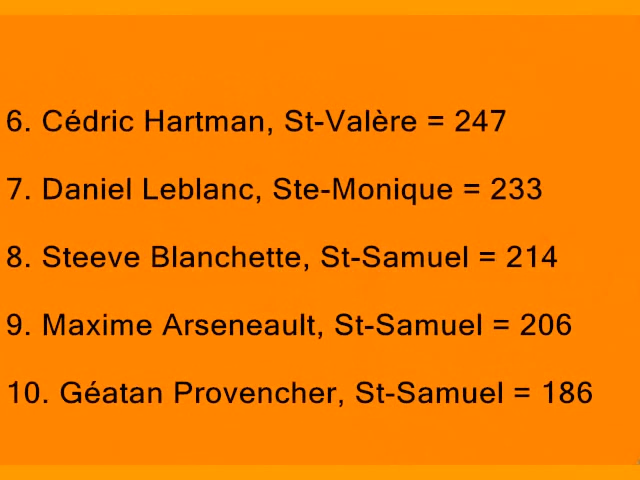 6. Cédric Hartman, St-Valère = 247
7. Daniel Leblanc, Ste-Monique = 233
8. Steeve Blanchette, St-Samuel = 214
9. Maxime Arseneault, St-Samuel = 206
10. Géatan Provencher, St-Samuel = 186